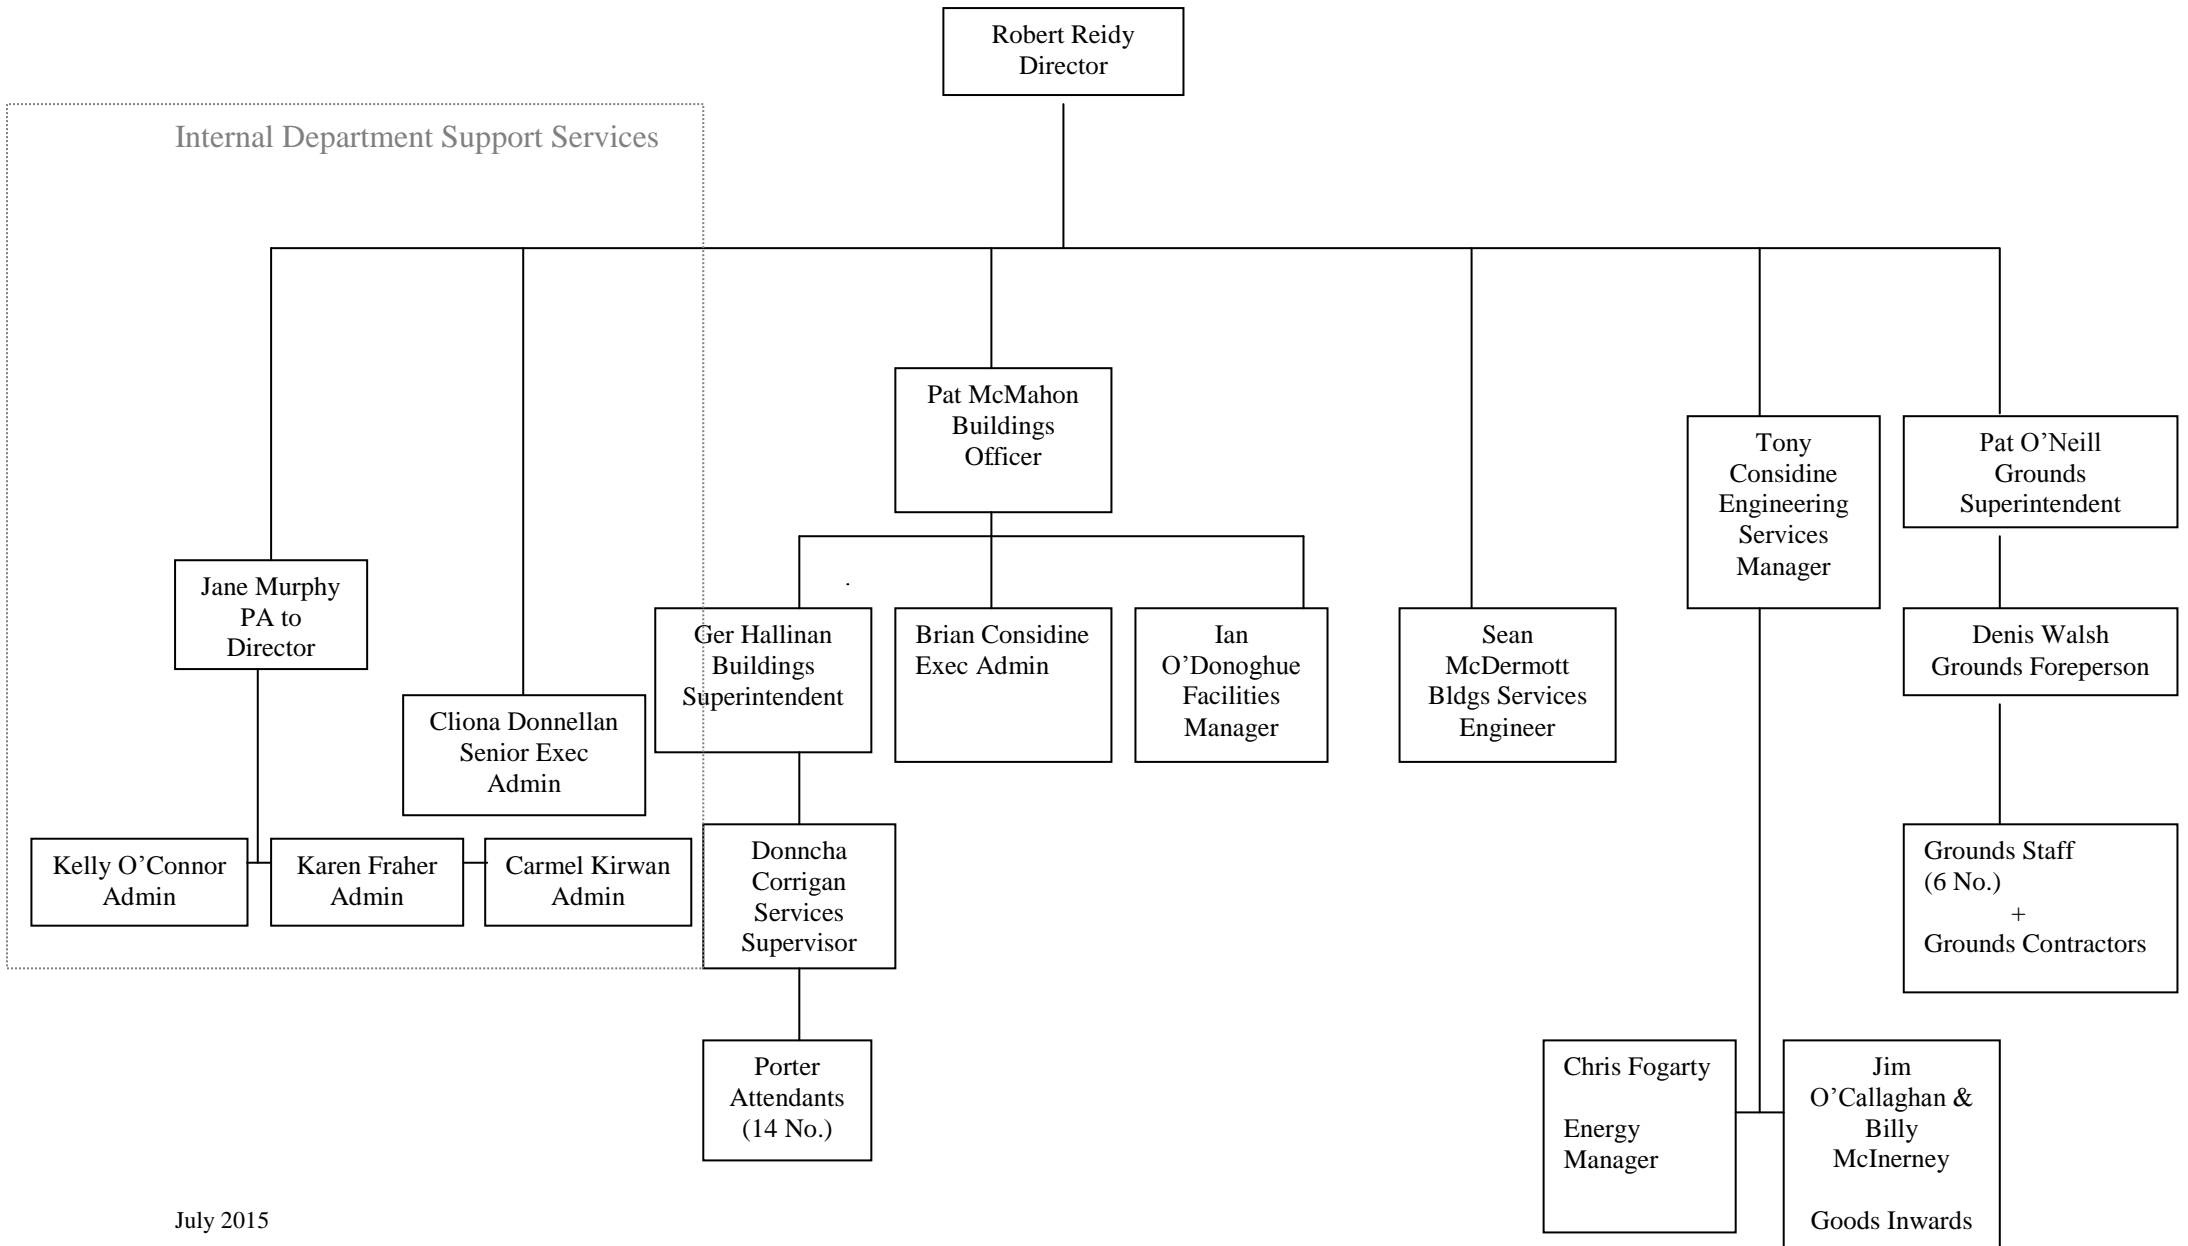 Robert Reidy
Director
Internal Department Support Services
Pat McMahon
Buildings
Officer
Tony
Considine
Engineering
Services
Manager
Pat O’Neill
Grounds
Superintendent
Jane Murphy
PA to
Director
.
Ger Hallinan
Buildings
Superintendent
Brian Considine
Exec Admin
Ian
O’Donoghue
Facilities
Manager
Sean
McDermott
Bldgs Services
Engineer
Denis Walsh
Grounds Foreperson
Cliona Donnellan
Senior Exec
Admin
Kelly O’Connor
Admin
Karen Fraher
Admin
Carmel Kirwan
Admin
Donncha
Corrigan
Services
Supervisor
Grounds Staff
(6 No.)
+
Grounds Contractors
Porter
Attendants
(14 No.)
Chris Fogarty
Energy
Manager
Jim
O’Callaghan &
Billy
McInerney
Goods Inwards
July 2015